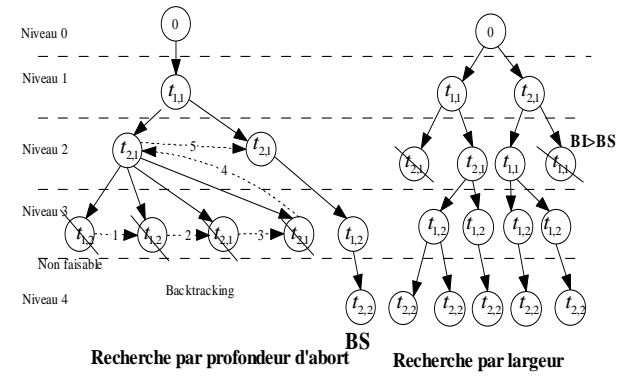 Niveau 0
0
0
Niveau 1
t1,1
t1,1
t2,1
Niveau 2
t2,1
5
t2,1
4
t2,1
t2,1
t1,1
t1,1
BI>BS
Niveau 3
t1,2
1
t1,2
2
t2,1
3
t2,1
t1,2
t1,2
t1,2
t1,2
t1,2
Non faisable
Niveau 4
Backtracking
t2,2
t2,2
t2,2
t2,2
t2,2
t2,2
BS
Recherche par profondeur d'abort
Recherche par largeur